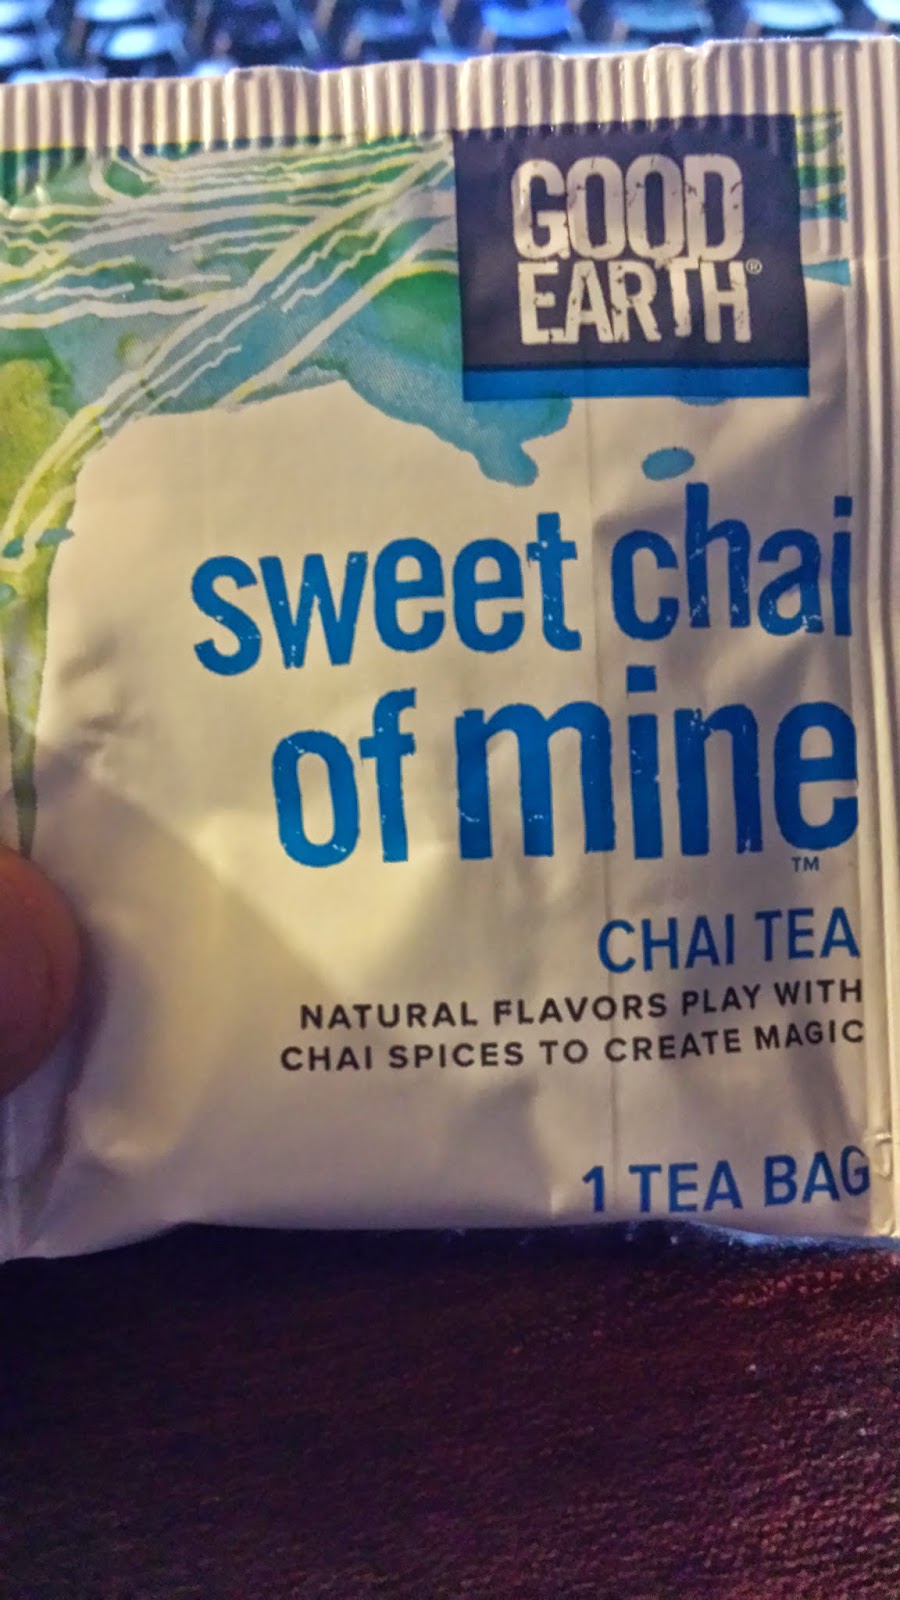 GOOD
EARTH®
sweet chai
of mine
TM
CHAI TEA
NATURAL FLAVORS PLAY WITH
CHAI SPICES TO CREATE MAGIC
1 TEA BAG